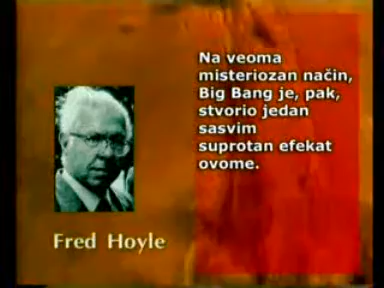 Na veoma
misteriozan način,
Big Bang je, pak,
stvorio jedan
sasvim
suprotan efekat
ovome.
Fred Hoyle